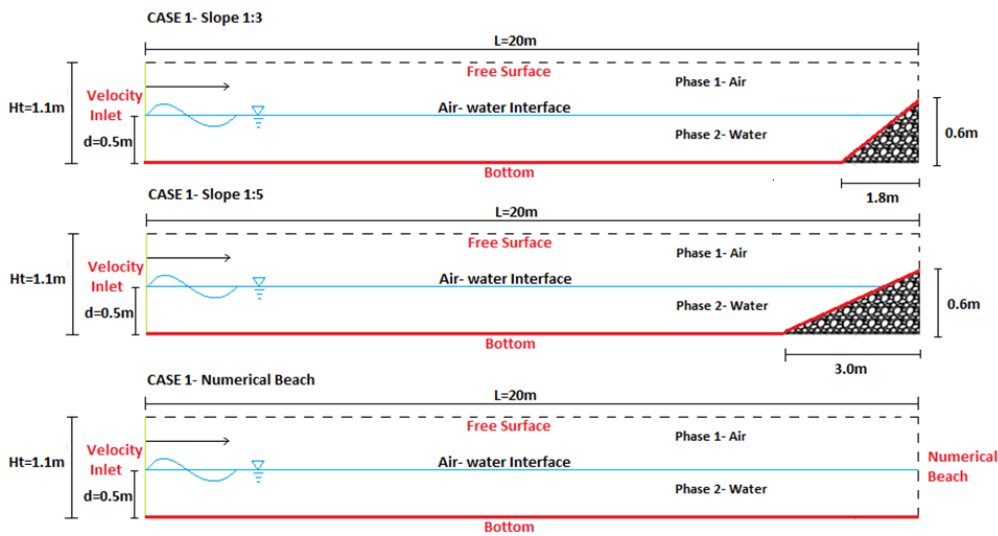 CASE 1- Slope 1:3
L=20m
Free Surface
Phase 1- Air
Ht=1.1m
Velocity
Inlet
Air- water Interface
d=0.5m
Phase 2- Water
0.6m
Bottom
1.8m
CASE 1- Slope 1:5
L=20m
Free Surface
Phase 1- Air
Ht=1.1m
Velocity
Inlet
Air- water Interface
d=0.5m
Phase 2- Water
0.6m
Bottom
3.0m
CASE 1- Numerical Beach
L=20m
Free Surface
Phase 1- Air
Ht=1.1m
Velocity
Inlet
Air- water Interface
Numerical
Beach
d=0.5m
Phase 2- Water
Bottom